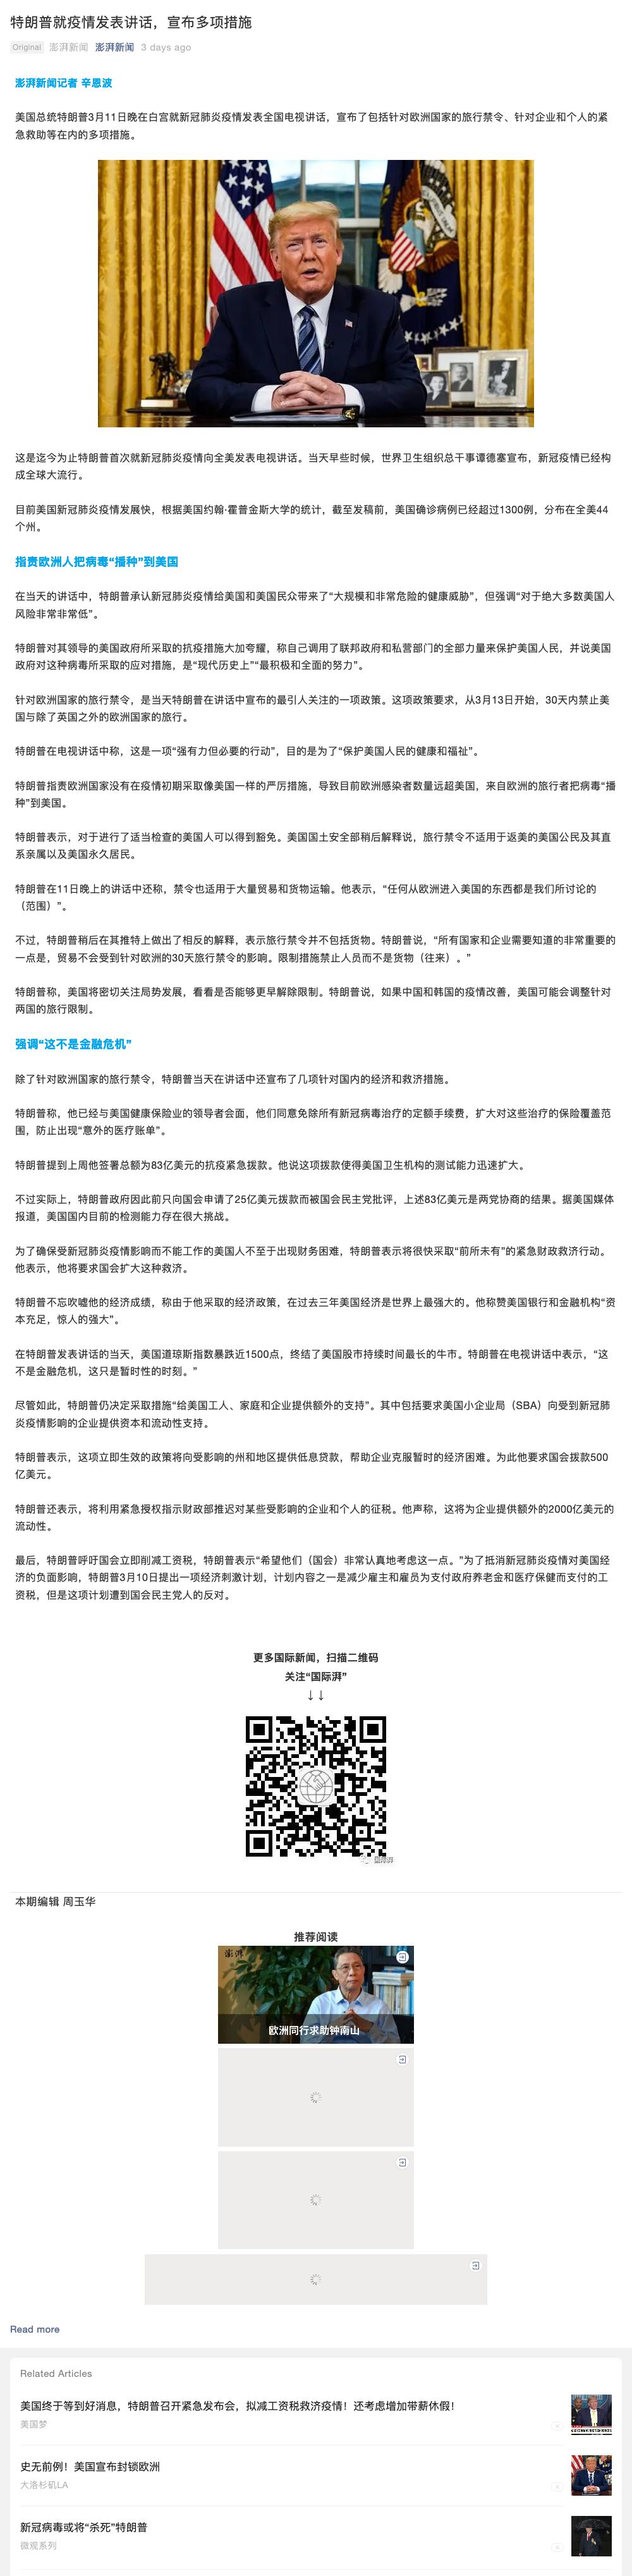 特朗普就疫情发表讲话，宣布多项措施
Original 澎湃新闻 澎湃新闻 3 days ago
澎湃新闻记者 辛恩波
美国总统特朗普3月11日晚在白宫就新冠肺炎疫情发表全国电视讲话，宣布了包括针对欧洲国家的旅行禁令、针对企业和个人的紧
急救助等在内的多项措施。
这是迄今为止特朗普首次就新冠肺炎疫情向全美发表电视讲话。当天早些时候，世界卫生组织总干事谭德塞宣布，新冠疫情已经构
成全球大流行。
目前美国新冠肺炎疫情发展快，根据美国约翰·霍普金斯大学的统计，截至发稿前，美国确诊病例已经超过1300例，分布在全美44
个州。
指责欧洲人把病毒“播种”到美国
在当天的讲话中，特朗普承认新冠肺炎疫情给美国和美国民众带来了“大规模和非常危险的健康威胁”，但强调“对于绝大多数美国人
风险非常非常低”。
特朗普对其领导的美国政府所采取的抗疫措施大加夸耀，称自己调用了联邦政府和私营部门的全部力量来保护美国人民，并说美国
政府对这种病毒所采取的应对措施，是“现代历史上”“最积极和全面的努力”。
针对欧洲国家的旅行禁令，是当天特朗普在讲话中宣布的最引人关注的一项政策。这项政策要求，从3月13日开始，30天内禁止美
国与除了英国之外的欧洲国家的旅行。
特朗普在电视讲话中称，这是一项“强有力但必要的行动”，目的是为了“保护美国人民的健康和福祉”。
特朗普指责欧洲国家没有在疫情初期采取像美国一样的严厉措施，导致目前欧洲感染者数量远超美国，来自欧洲的旅行者把病毒“播
种”到美国。
特朗普表示，对于进行了适当检查的美国人可以得到豁免。美国国土安全部稍后解释说，旅行禁令不适用于返美的美国公民及其直
系亲属以及美国永久居民。
特朗普在11日晚上的讲话中还称，禁令也适用于大量贸易和货物运输。他表示，“任何从欧洲进入美国的东西都是我们所讨论的
（范围）”。
不过，特朗普稍后在其推特上做出了相反的解释，表示旅行禁令并不包括货物。特朗普说，“所有国家和企业需要知道的非常重要的
一点是，贸易不会受到针对欧洲的30天旅行禁令的影响。限制措施禁止人员而不是货物（往来）。”
特朗普称，美国将密切关注局势发展，看看是否能够更早解除限制。特朗普说，如果中国和韩国的疫情改善，美国可能会调整针对
两国的旅行限制。
强调“这不是金融危机”
除了针对欧洲国家的旅行禁令，特朗普当天在讲话中还宣布了几项针对国内的经济和救济措施。
特朗普称，他已经与美国健康保险业的领导者会面，他们同意免除所有新冠病毒治疗的定额手续费，扩大对这些治疗的保险覆盖范
围，防止出现“意外的医疗账单”。
特朗普提到上周他签署总额为83亿美元的抗疫紧急拨款。他说这项拨款使得美国卫生机构的测试能力迅速扩大。
不过实际上，特朗普政府因此前只向国会申请了25亿美元拨款而被国会民主党批评，上述83亿美元是两党协商的结果。据美国媒体
报道，美国国内目前的检测能力存在很大挑战。
为了确保受新冠肺炎疫情影响而不能工作的美国人不至于出现财务困难，特朗普表示将很快采取“前所未有”的紧急财政救济行动。
他表示，他将要求国会扩大这种救济。
特朗普不忘吹嘘他的经济成绩，称由于他采取的经济政策，在过去三年美国经济是世界上最强大的。他称赞美国银行和金融机构“资
本充足，惊人的强大”。
在特朗普发表讲话的当天，美国道琼斯指数暴跌近1500点，终结了美国股市持续时间最长的牛市。特朗普在电视讲话中表示，“这
不是金融危机，这只是暂时性的时刻。”
尽管如此，特朗普仍决定采取措施“给美国工人、家庭和企业提供额外的支持”。其中包括要求美国小企业局（SBA）向受到新冠肺
炎疫情影响的企业提供资本和流动性支持。
特朗普表示，这项立即生效的政策将向受影响的州和地区提供低息贷款，帮助企业克服暂时的经济困难。为此他要求国会拨款500
亿美元。
特朗普还表示，将利用紧急授权指示财政部推迟对某些受影响的企业和个人的征税。他声称，这将为企业提供额外的2000亿美元的
流动性。
最后，特朗普呼吁国会立即削减工资税，特朗普表示“希望他们（国会）非常认真地考虑这一点。”为了抵消新冠肺炎疫情对美国经
济的负面影响，特朗普3月10日提出一项经济刺激计划，计划内容之一是减少雇主和雇员为支付政府养老金和医疗保健而支付的工
资税，但是这项计划遭到国会民主党人的反对。
更多国际新闻，扫描二维码
关注“国际湃”
↓↓
国际湃
本期编辑 周玉华
推荐阅读
澎湃
欧洲同行求助钟南山
Read more
Related Articles
美国终于等到好消息，特朗普召开紧急发布会，拟减工资税救济疫情！还考虑增加带薪休假！
美国梦
史无前例！美国宣布封锁欧洲
大洛杉矶LA
新冠病毒或将“杀死”特朗普
微观系列